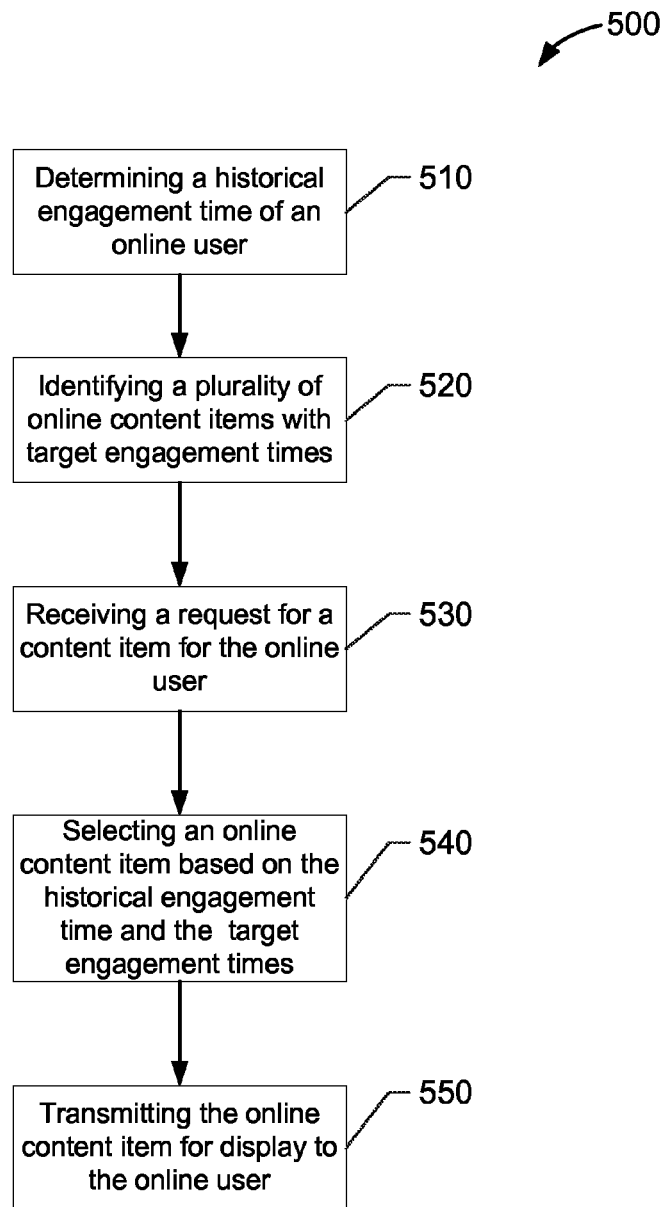 500
Determining a historical
engagement time of an
online user
510
Identifying a plurality of
online content items with
target engagement times
520
Receiving a request for a
content item for the online
user
530
Selecting an online
content item based on the
historical engagement
time and the target
engagement times
540
Transmitting the online
content item for display to
the online user
550